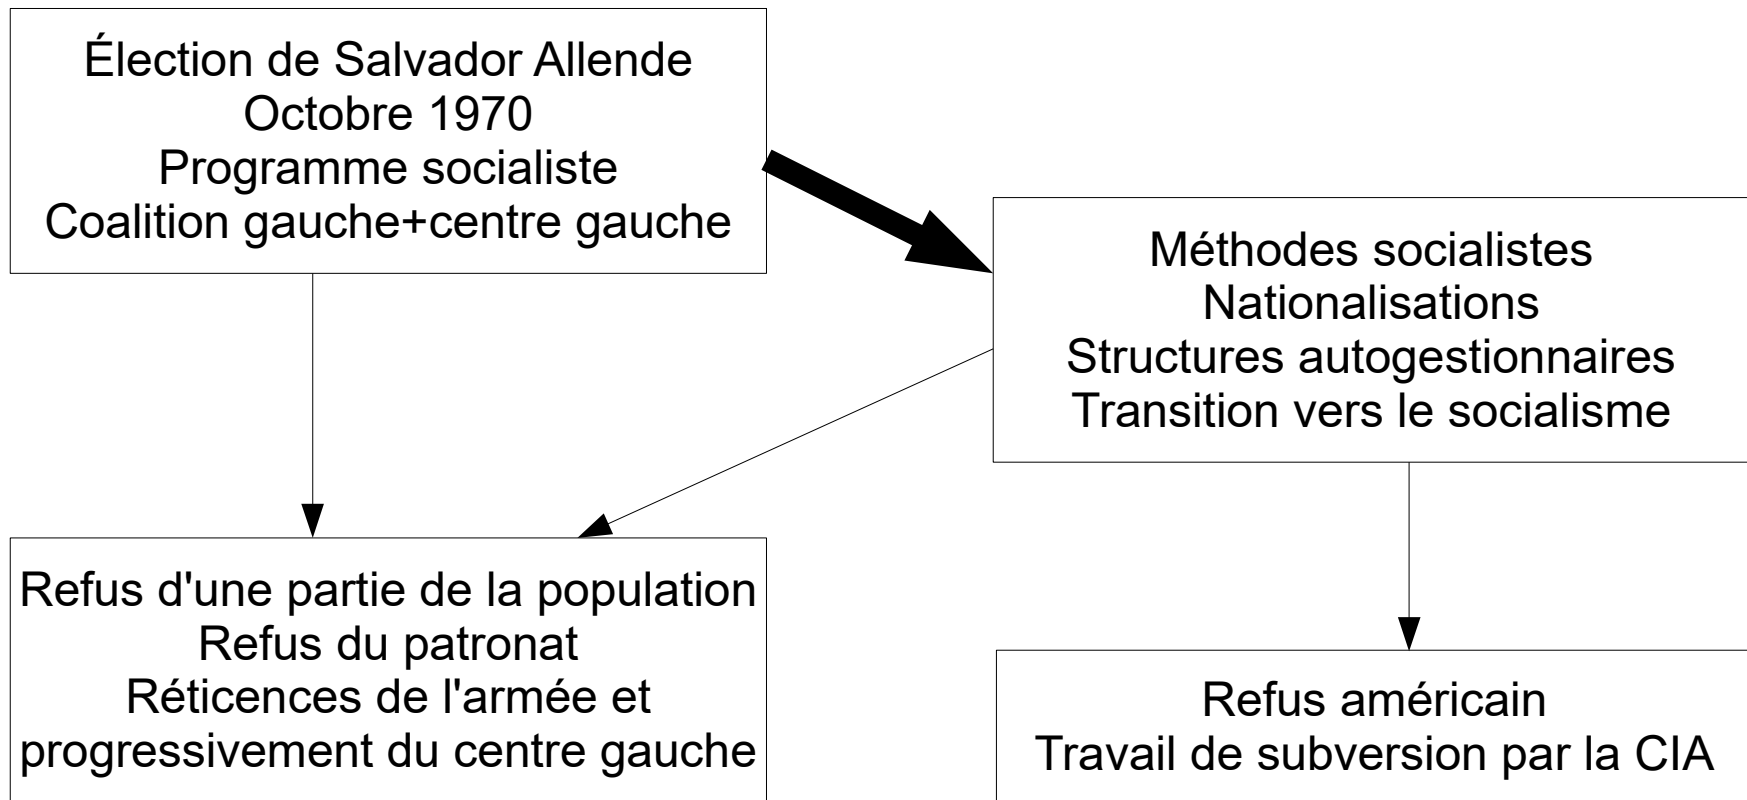 Élection de Salvador Allende
Octobre 1970
Programme socialiste
Coalition gauche+centre gauche
Méthodes socialistes
Nationalisations
Structures autogestionnaires
Transition vers le socialisme
Refus d'une partie de la population
Refus du patronat
Réticences de l'armée et
progressivement du centre gauche
Refus américain
Travail de subversion par la CIA